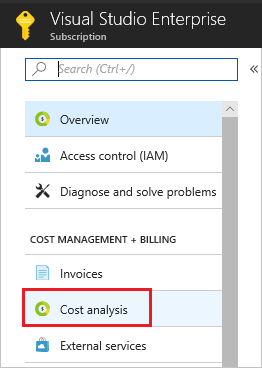 Visual Studio Enterprise
Subscription
Search (Ctrl+/)
Overview
Access control (IAM)
Diagnose and solve problems
COST MANAGEMENT + BILLING
Invoices
Cost analysis
External services